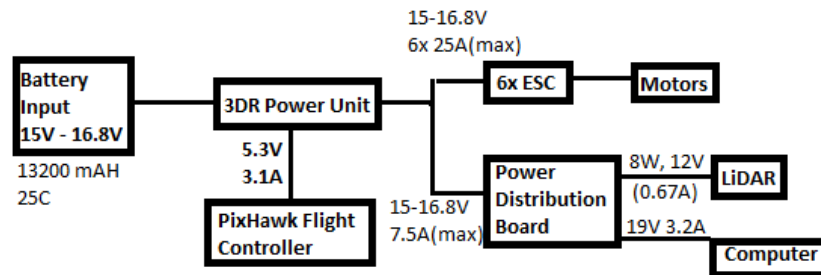 Battery
Input
15V - 16.8V
13200 mAH
25C
3DR Power Unit
5.3V
3.1A
PixHawk Flight
Controller
15-16.8V
6x 25A(max)
6x ESC
Motors
15-16.8V
7.5A(max)
Power
Distribution
Board
8W, 12V
(0.67A)
LiDAR
19V 3.2A
Computer